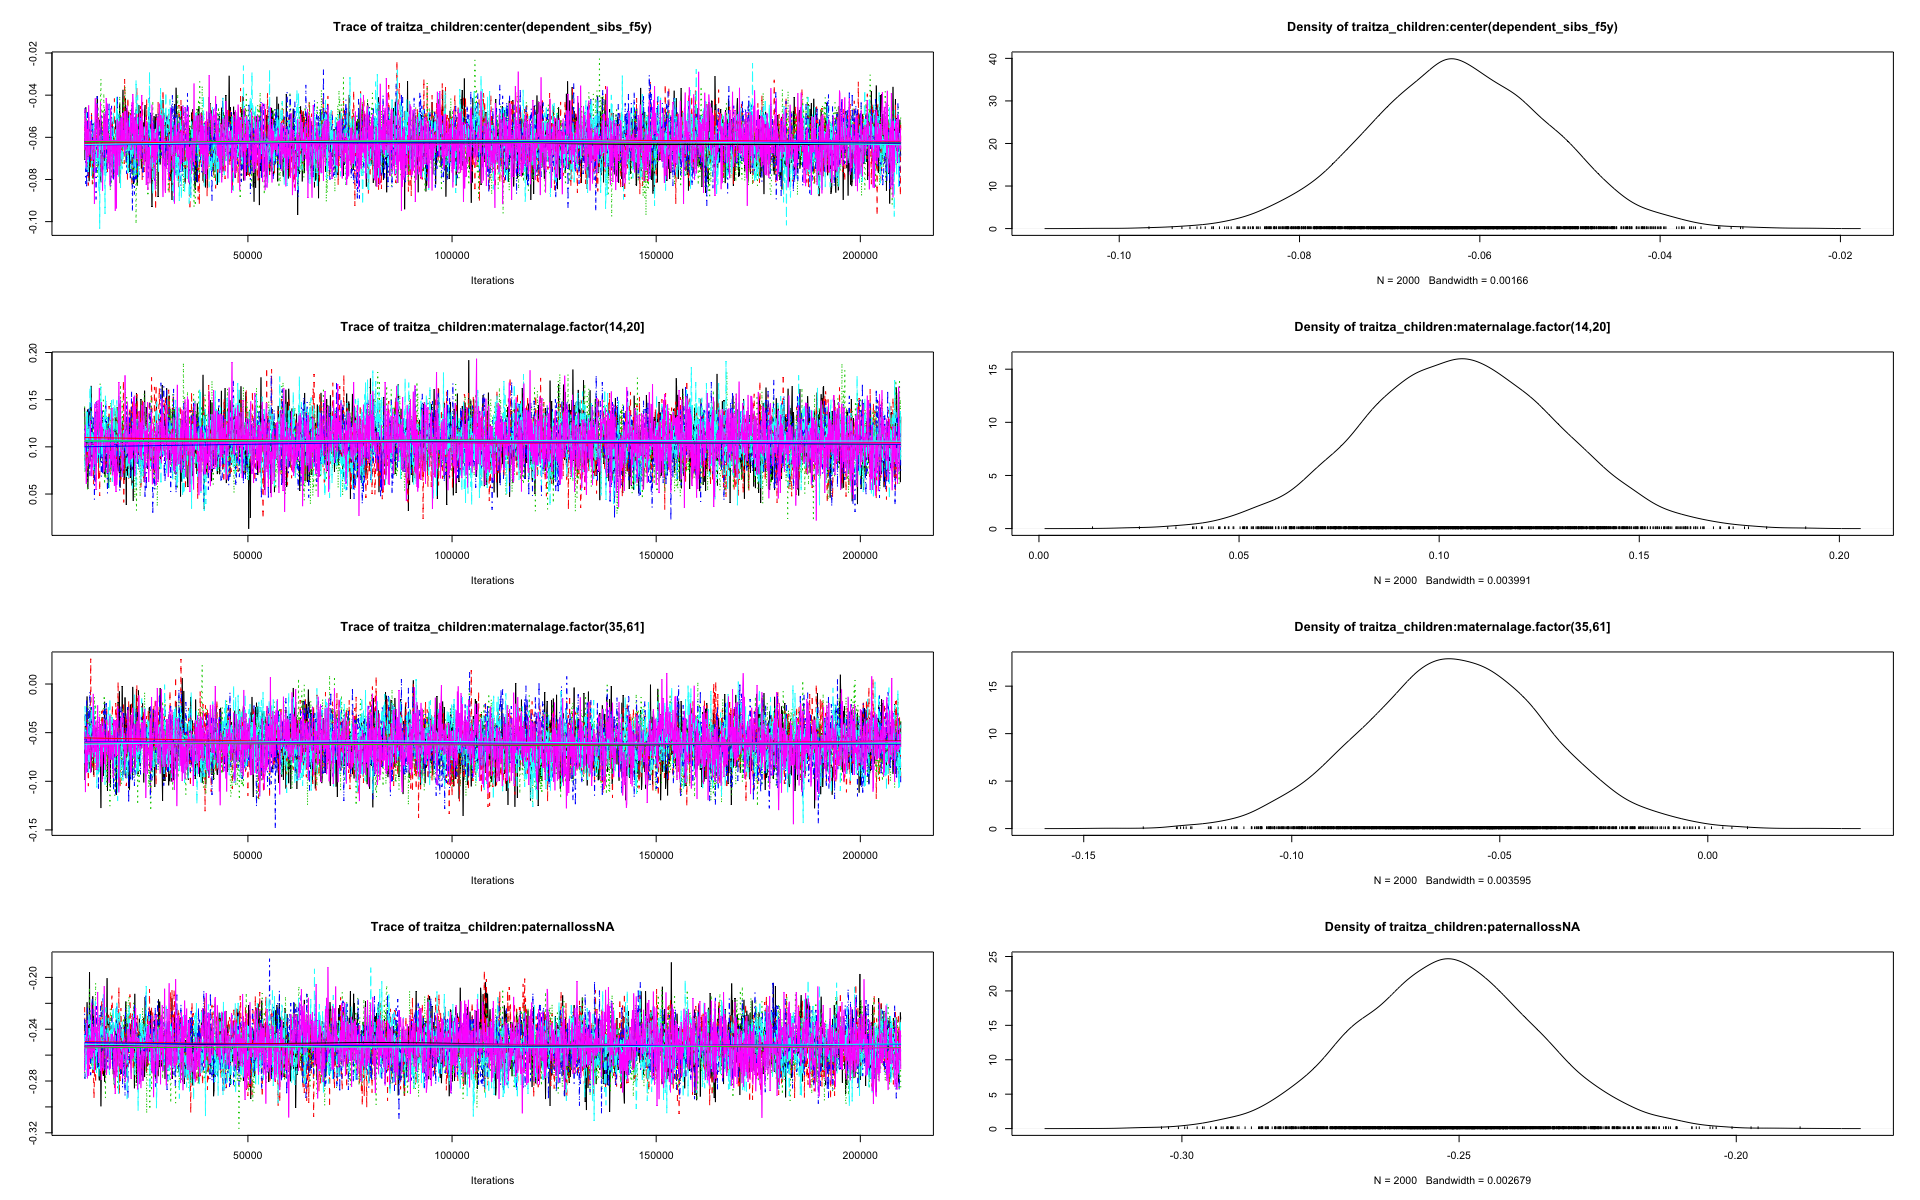 Trace of traitza_children:center(dependent_sibs_f5y)
-0.02
-0.04
-0.06
-0.08
-0.10
50000 100000 150000 200000
Iterations
Density of traitza_children:center(dependent_sibs_f5y)
40
30
20
10
0
-0.10 -0.08 -0.06 -0.04 -0.02
N = 2000 Bandwidth = 0.00166
Trace of traitza_children:maternalage.factor(14,20]
0.20
0.15
0.10
0.05
50000 100000 150000 200000
Iterations
Density of traitza_children:maternalage.factor(14,20]
15
10
5
0
0.00 0.05 0.10 0.15 0.20
N = 2000 Bandwidth = 0.003991
Trace of traitza_children:maternalage.factor(35,61]
0.00
-0.05
-0.10
-0.15
50000 100000 150000 200000
Iterations
Density of traitza_children:maternalage.factor(35,61]
15
10
5
0
-0.15 -0.10 -0.05 0.00
N = 2000 Bandwidth = 0.003595
Trace of traitza_children:paternallossNA
-0.20
-0.24
-0.28
-0.32
50000 100000 150000 200000
Iterations
Density of traitza_children:paternallossNA
25
20
15
10
5
0
-0.30 -0.25 -0.20
N = 2000 Bandwidth = 0.002679